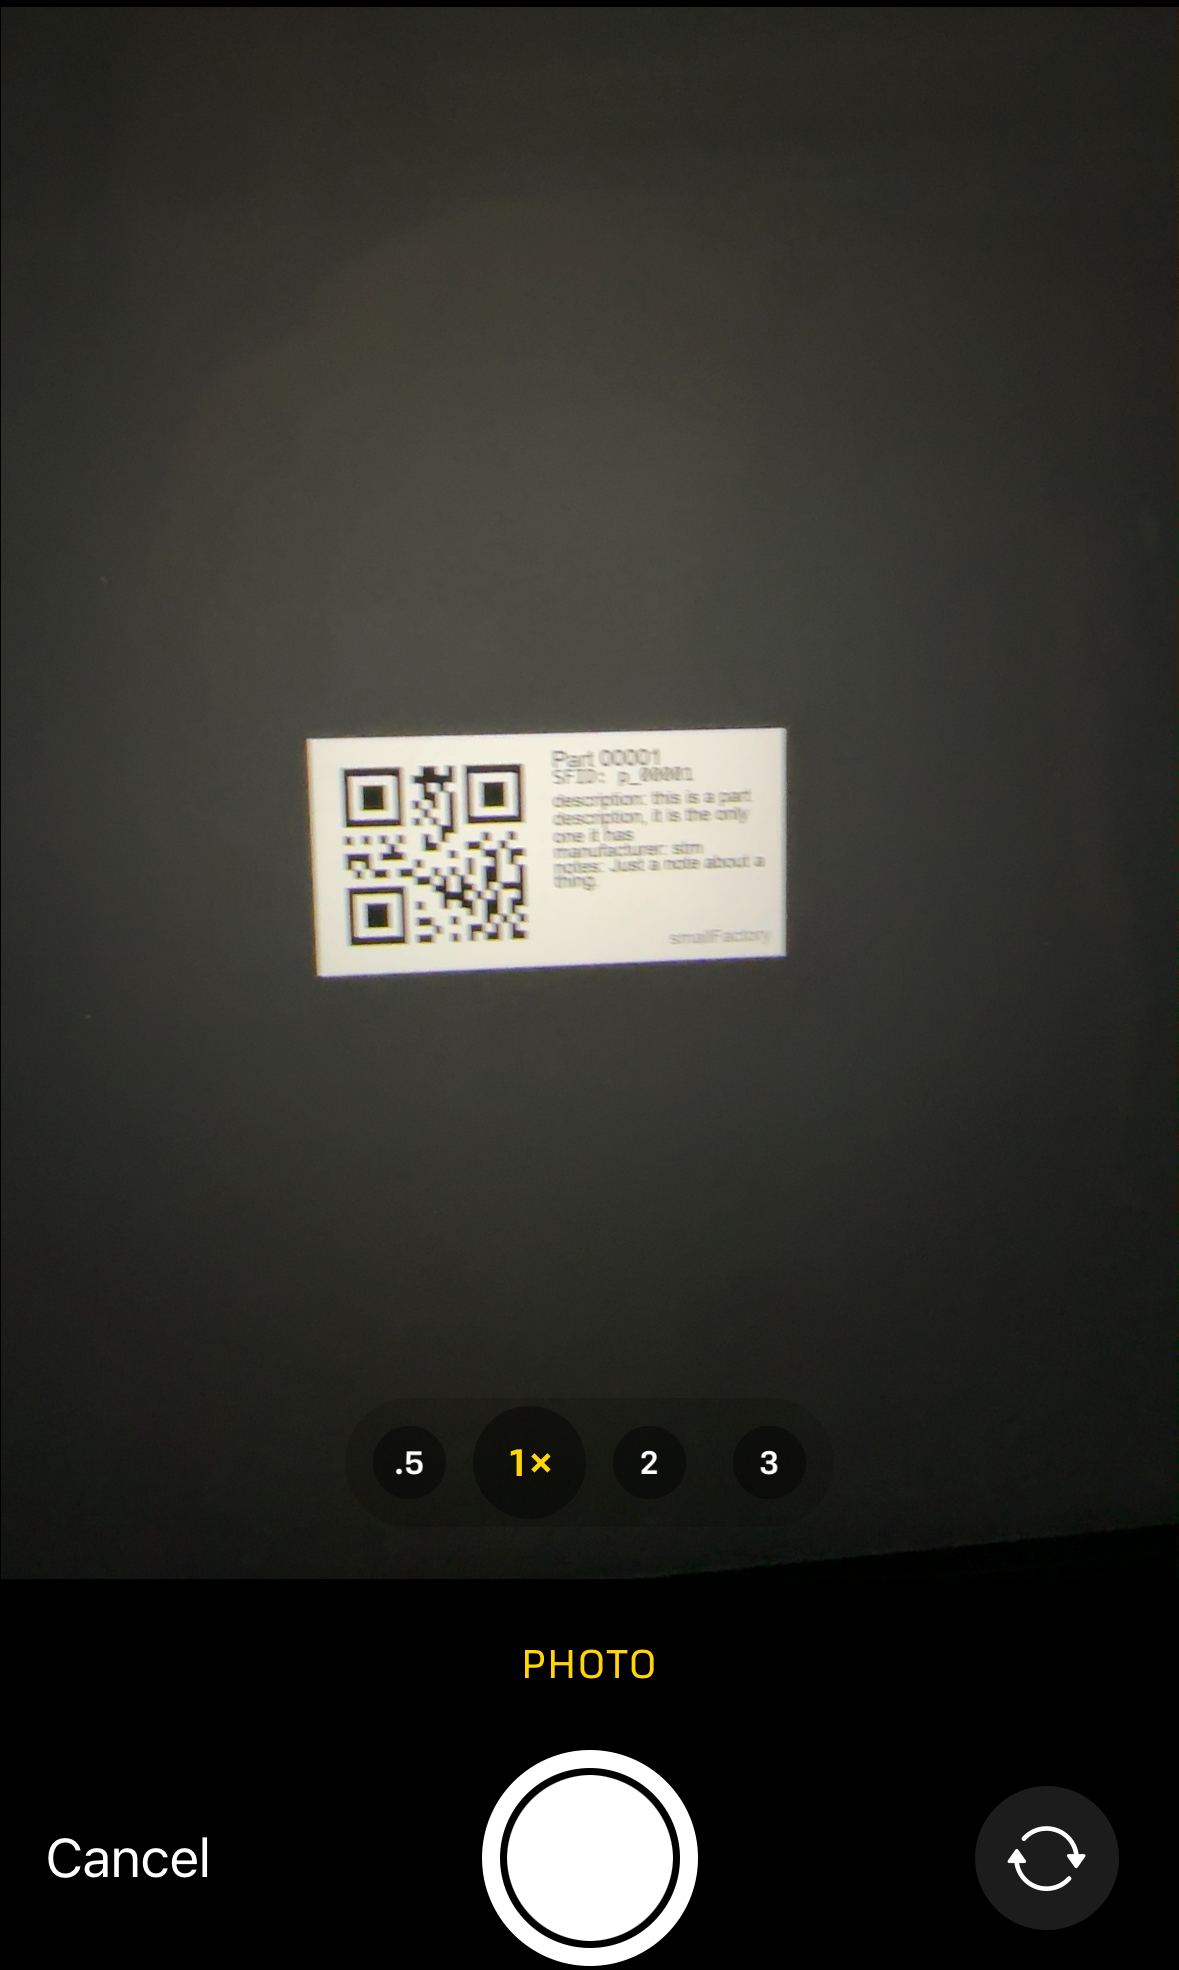 Part 00001
SFID: p_00001
description: this is a part
description, it is the only
one it has
manufacturer: stm
notes: Just a note about a
thing.
smallFactory
.5
1×
2
3
PHOTO
Cancel